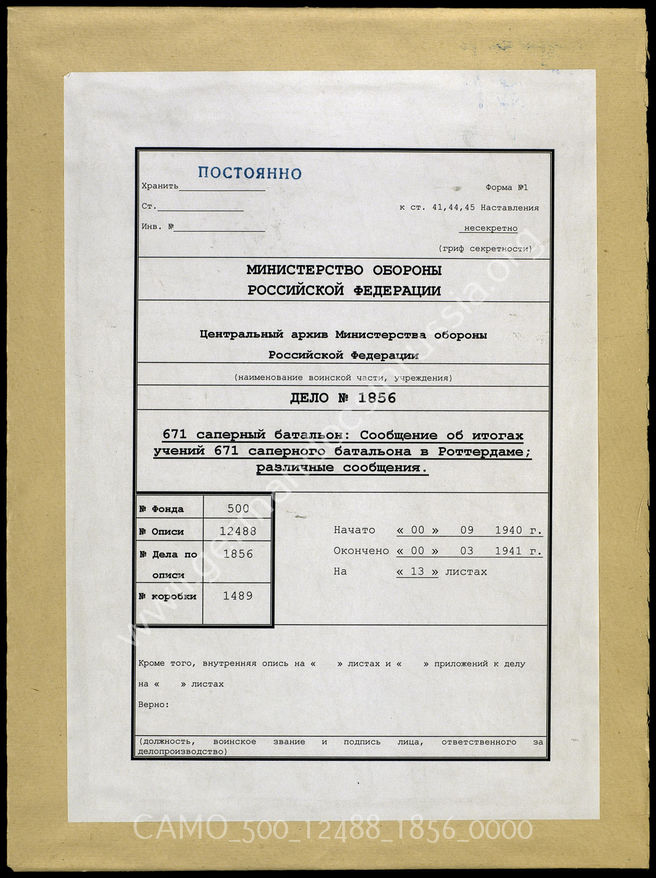 ПОСТОЯННО
Хранить
Форма №1
Ст.
к ст. 41,44,45 Наставления
Инв. №
несекретно
(гриф секретности)
МИНИСТЕРСТВО ОБОРОНЫ
РОССИЙСКОЙ ФЕДЕРАЦИИ
Центральный архив Министерства обороны
Российской Федерации
(наименование воинской части, учреждения)
ДЕЛО № 1856
671 саперный батальон: Сообщение об итогах
учений 671 саперного батальона в Роттердаме;
различные сообщения.
№ Фонда 500
№ Описи 12488
№ Дела по описи 1856
№ коробки 1489
Начато « 00 » 09 1940 г.
Окончено « 00 » 03 1941 г.
На « 13 » листах
Кроме того, внутренняя опись на « » листах и « » приложений к делу
на « » листах
Верно:
(должность, воинское звание и подпись лица, ответственного за
делопроизводство)
www.germandocsinrussia.org
CAMO_500_12488_1856_0000